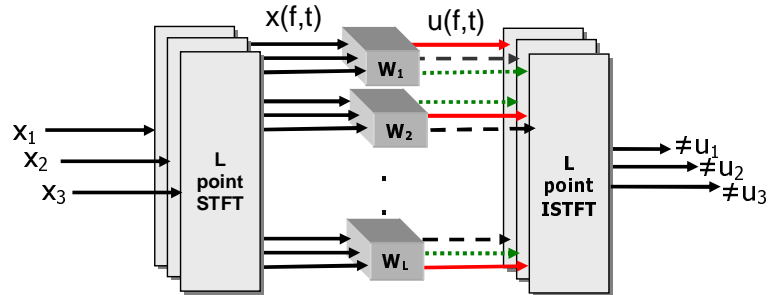 x(f,t)
u(f,t)
W1
W2
x1
x2
x3
L
point
STFT
L
point
ISTFT
≠u1
≠u2
≠u3
WL